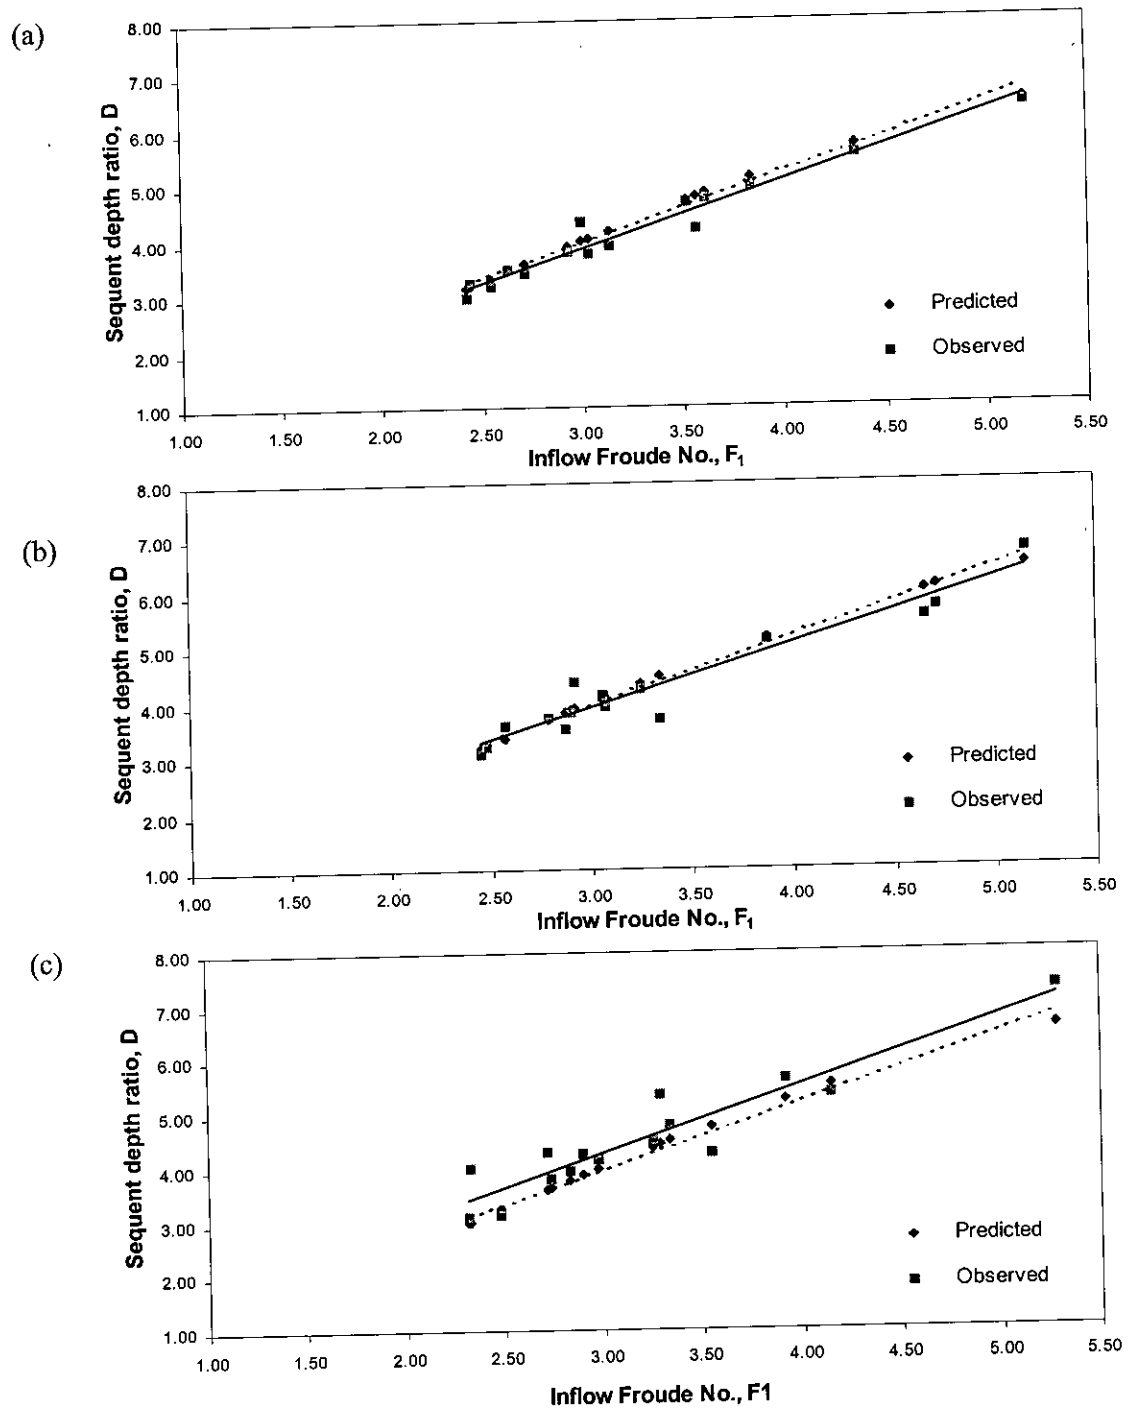 (a)
Sequent depth ratio, D
8.00
7.00
6.00
5.00
4.00
3.00
2.00
1.00
Predicted
Observed
1.00 1.50 2.00 2.50 3.00 3.50 4.00 4.50 5.00 5.50
Inflow Froude No., F₁
(b)
Sequent depth ratio, D
8.00
7.00
6.00
5.00
4.00
3.00
2.00
1.00
Predicted
Observed
1.00 1.50 2.00 2.50 3.00 3.50 4.00 4.50 5.00 5.50
Inflow Froude No., F₁
(c)
Sequent depth ratio, D
8.00
7.00
6.00
5.00
4.00
3.00
2.00
1.00
Predicted
Observed
1.00 1.50 2.00 2.50 3.00 3.50 4.00 4.50 5.00 5.50
Inflow Froude No., F1